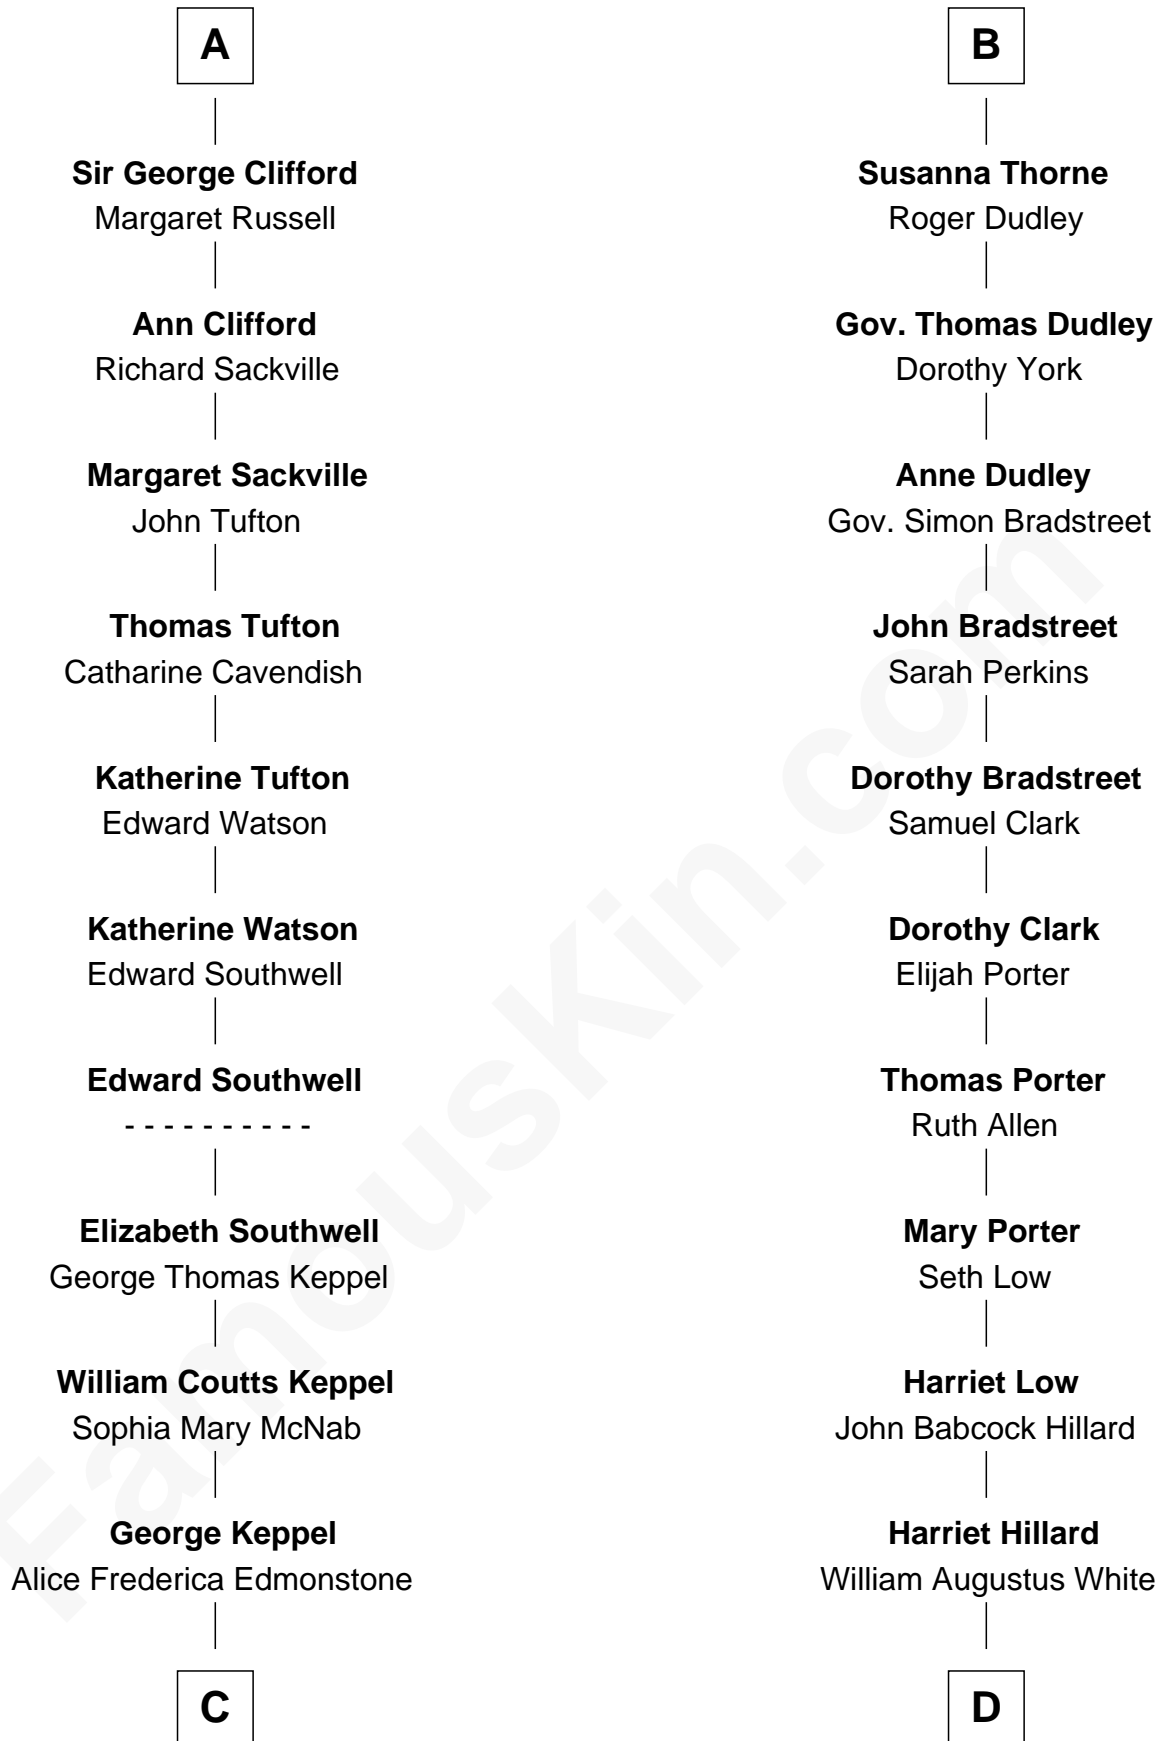 A
Sir George Clifford
Margaret Russell
Ann Clifford
Richard Sackville
Margaret Sackville
John Tufton
Thomas Tufton
Catharine Cavendish
Katherine Tufton
Edward Watson
Katherine Watson
Edward Southwell
Edward Southwell
- - - - - - - - - -
Elizabeth Southwell
George Thomas Keppel
William Coutts Keppel
Sophia Mary McNab
George Keppel
Alice Frederica Edmonstone
C
B
Susanna Thorne
Roger Dudley
Gov. Thomas Dudley
Dorothy York
Anne Dudley
Gov. Simon Bradstreet
John Bradstreet
Sarah Perkins
Dorothy Bradstreet
Samuel Clark
Dorothy Clark
Elijah Porter
Thomas Porter
Ruth Allen
Mary Porter
Seth Low
Harriet Low
John Babcock Hillard
Harriet Hillard
William Augustus White
D
FamousKin.com